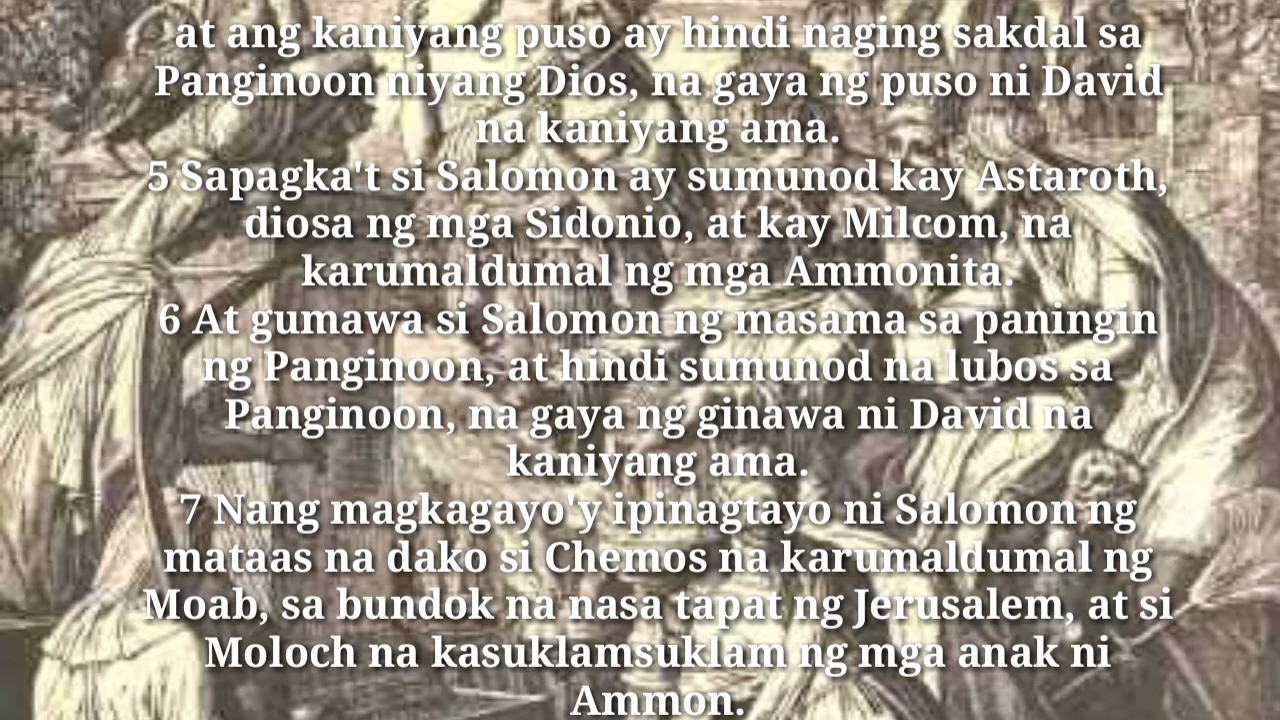 at ang kaniyang puso ay hindi naging sakdal sa
Panginoon niyang Dios, na gaya ng puso ni David
na kaniyang ama.
5 Sapagka't si Salomon ay sumunod kay Astaroth,
diosa ng mga Sidonio, at kay Milcom, na
karumaldumal ng mga Ammonita.
6 At gumawa si Salomon ng masama sa paningin
ng Panginoon, at hindi sumunod na lubos sa
Panginoon, na gaya ng ginawa ni David na
kaniyang ama.
7 Nang magkagayo'y ipinagtayo ni Salomon ng
mataas na dako si Chemos na karumaldumal ng
Moab, sa bundok na nasa tapat ng Jerusalem, at si
Moloch na kasuklamsuklam ng mga anak ni
Ammon.